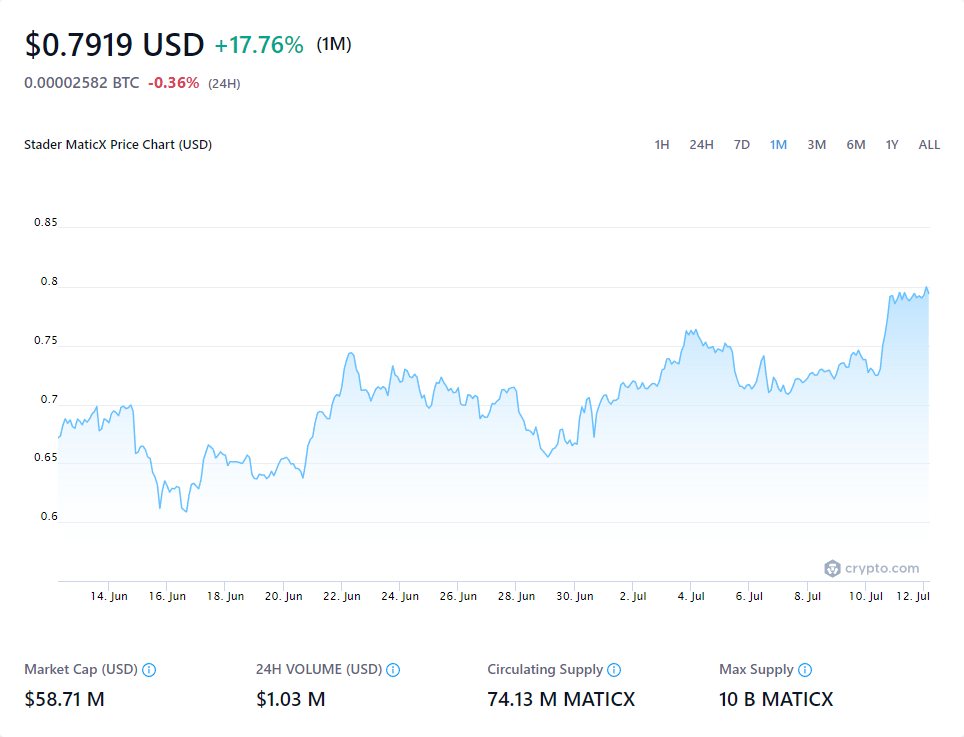 $0.7919 USD +17.76% (1M)
0.00002582 BTC -0.36% (24H)
Stader MaticX Price Chart (USD)
1H 24H 7D 1M 3M 6M 1Y ALL
0.85
0.8
0.75
0.7
0.65
0.6
crypto.com
14. Jun 16. Jun 18. Jun 20. Jun 22. Jun 24. Jun 26. Jun 28. Jun 30. Jun 2. Jul 4. Jul 6. Jul 8. Jul 10. Jul 12. Jul
Market Cap (USD) 24H VOLUME (USD) Circulating Supply Max Supply
$58.71 M $1.03 M 74.13 M MATICX 10 B MATICX